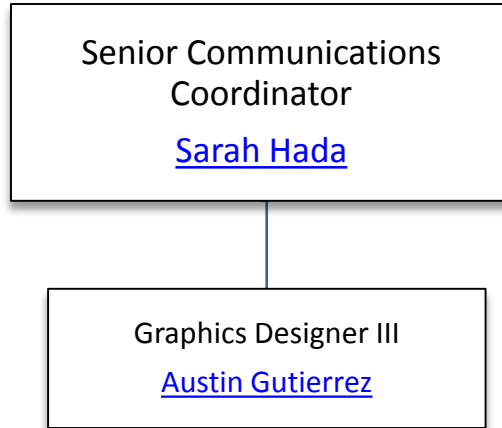 Senior Communications
Coordinator
Sarah Hada
Graphics Designer III
Austin Gutierrez